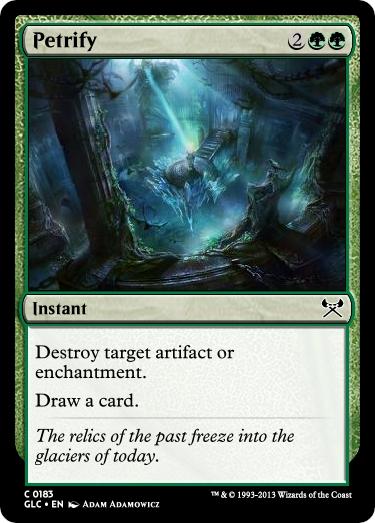 Petrify 2
Instant
Destroy target artifact or
enchantment.
Draw a card.
The relics of the past freeze into the
glaciers of today.
C 0183
GLC • EN Adam Adamowicz
™ & © 1993-2013 Wizards of the Coast